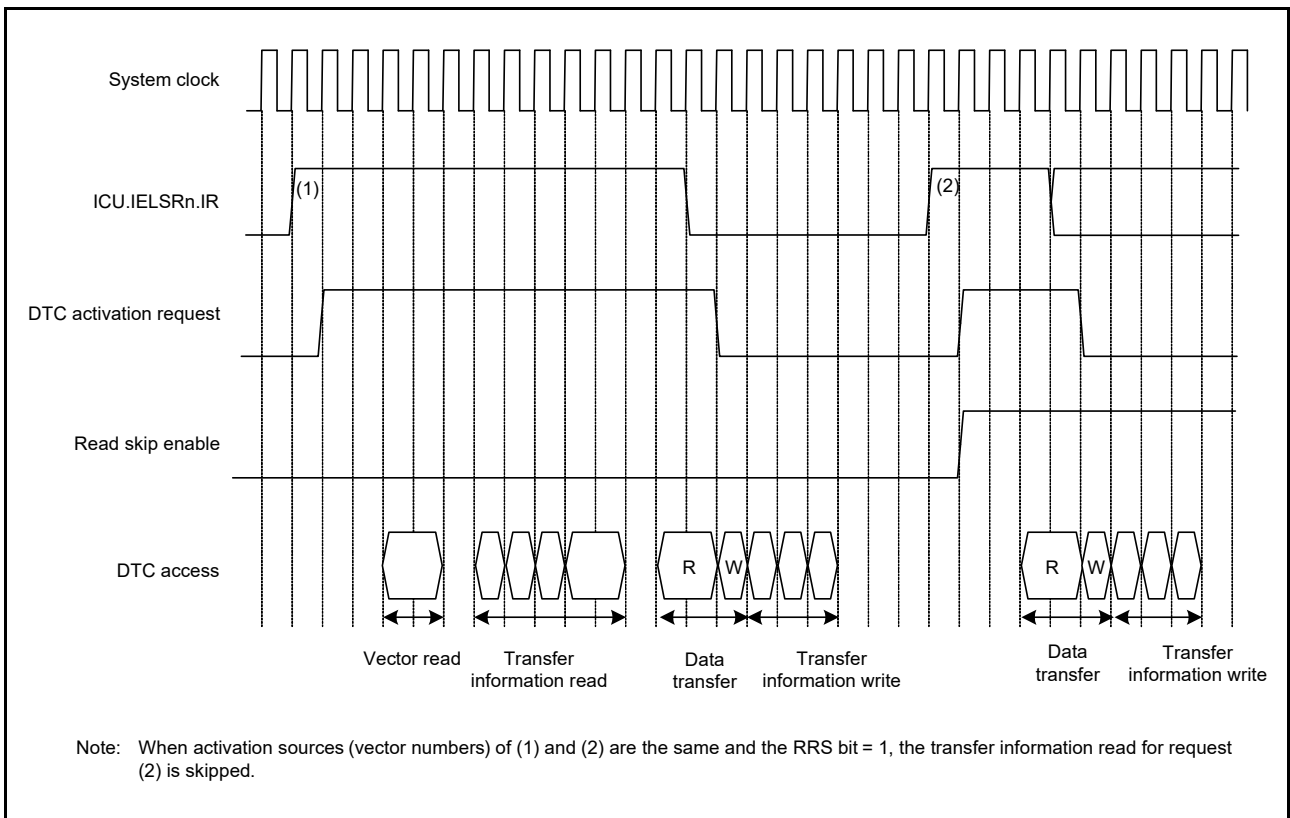 System clock
ICU.IELSRn.IR
(1)
(2)
DTC activation request
Read skip enable
DTC access
R
W
R
W
Vector read
Transfer
information read
Data
transfer
Transfer
information write
Data
transfer
Transfer
information write
Note: When activation sources (vector numbers) of (1) and (2) are the same and the RRS bit = 1, the transfer information read for request
(2) is skipped.